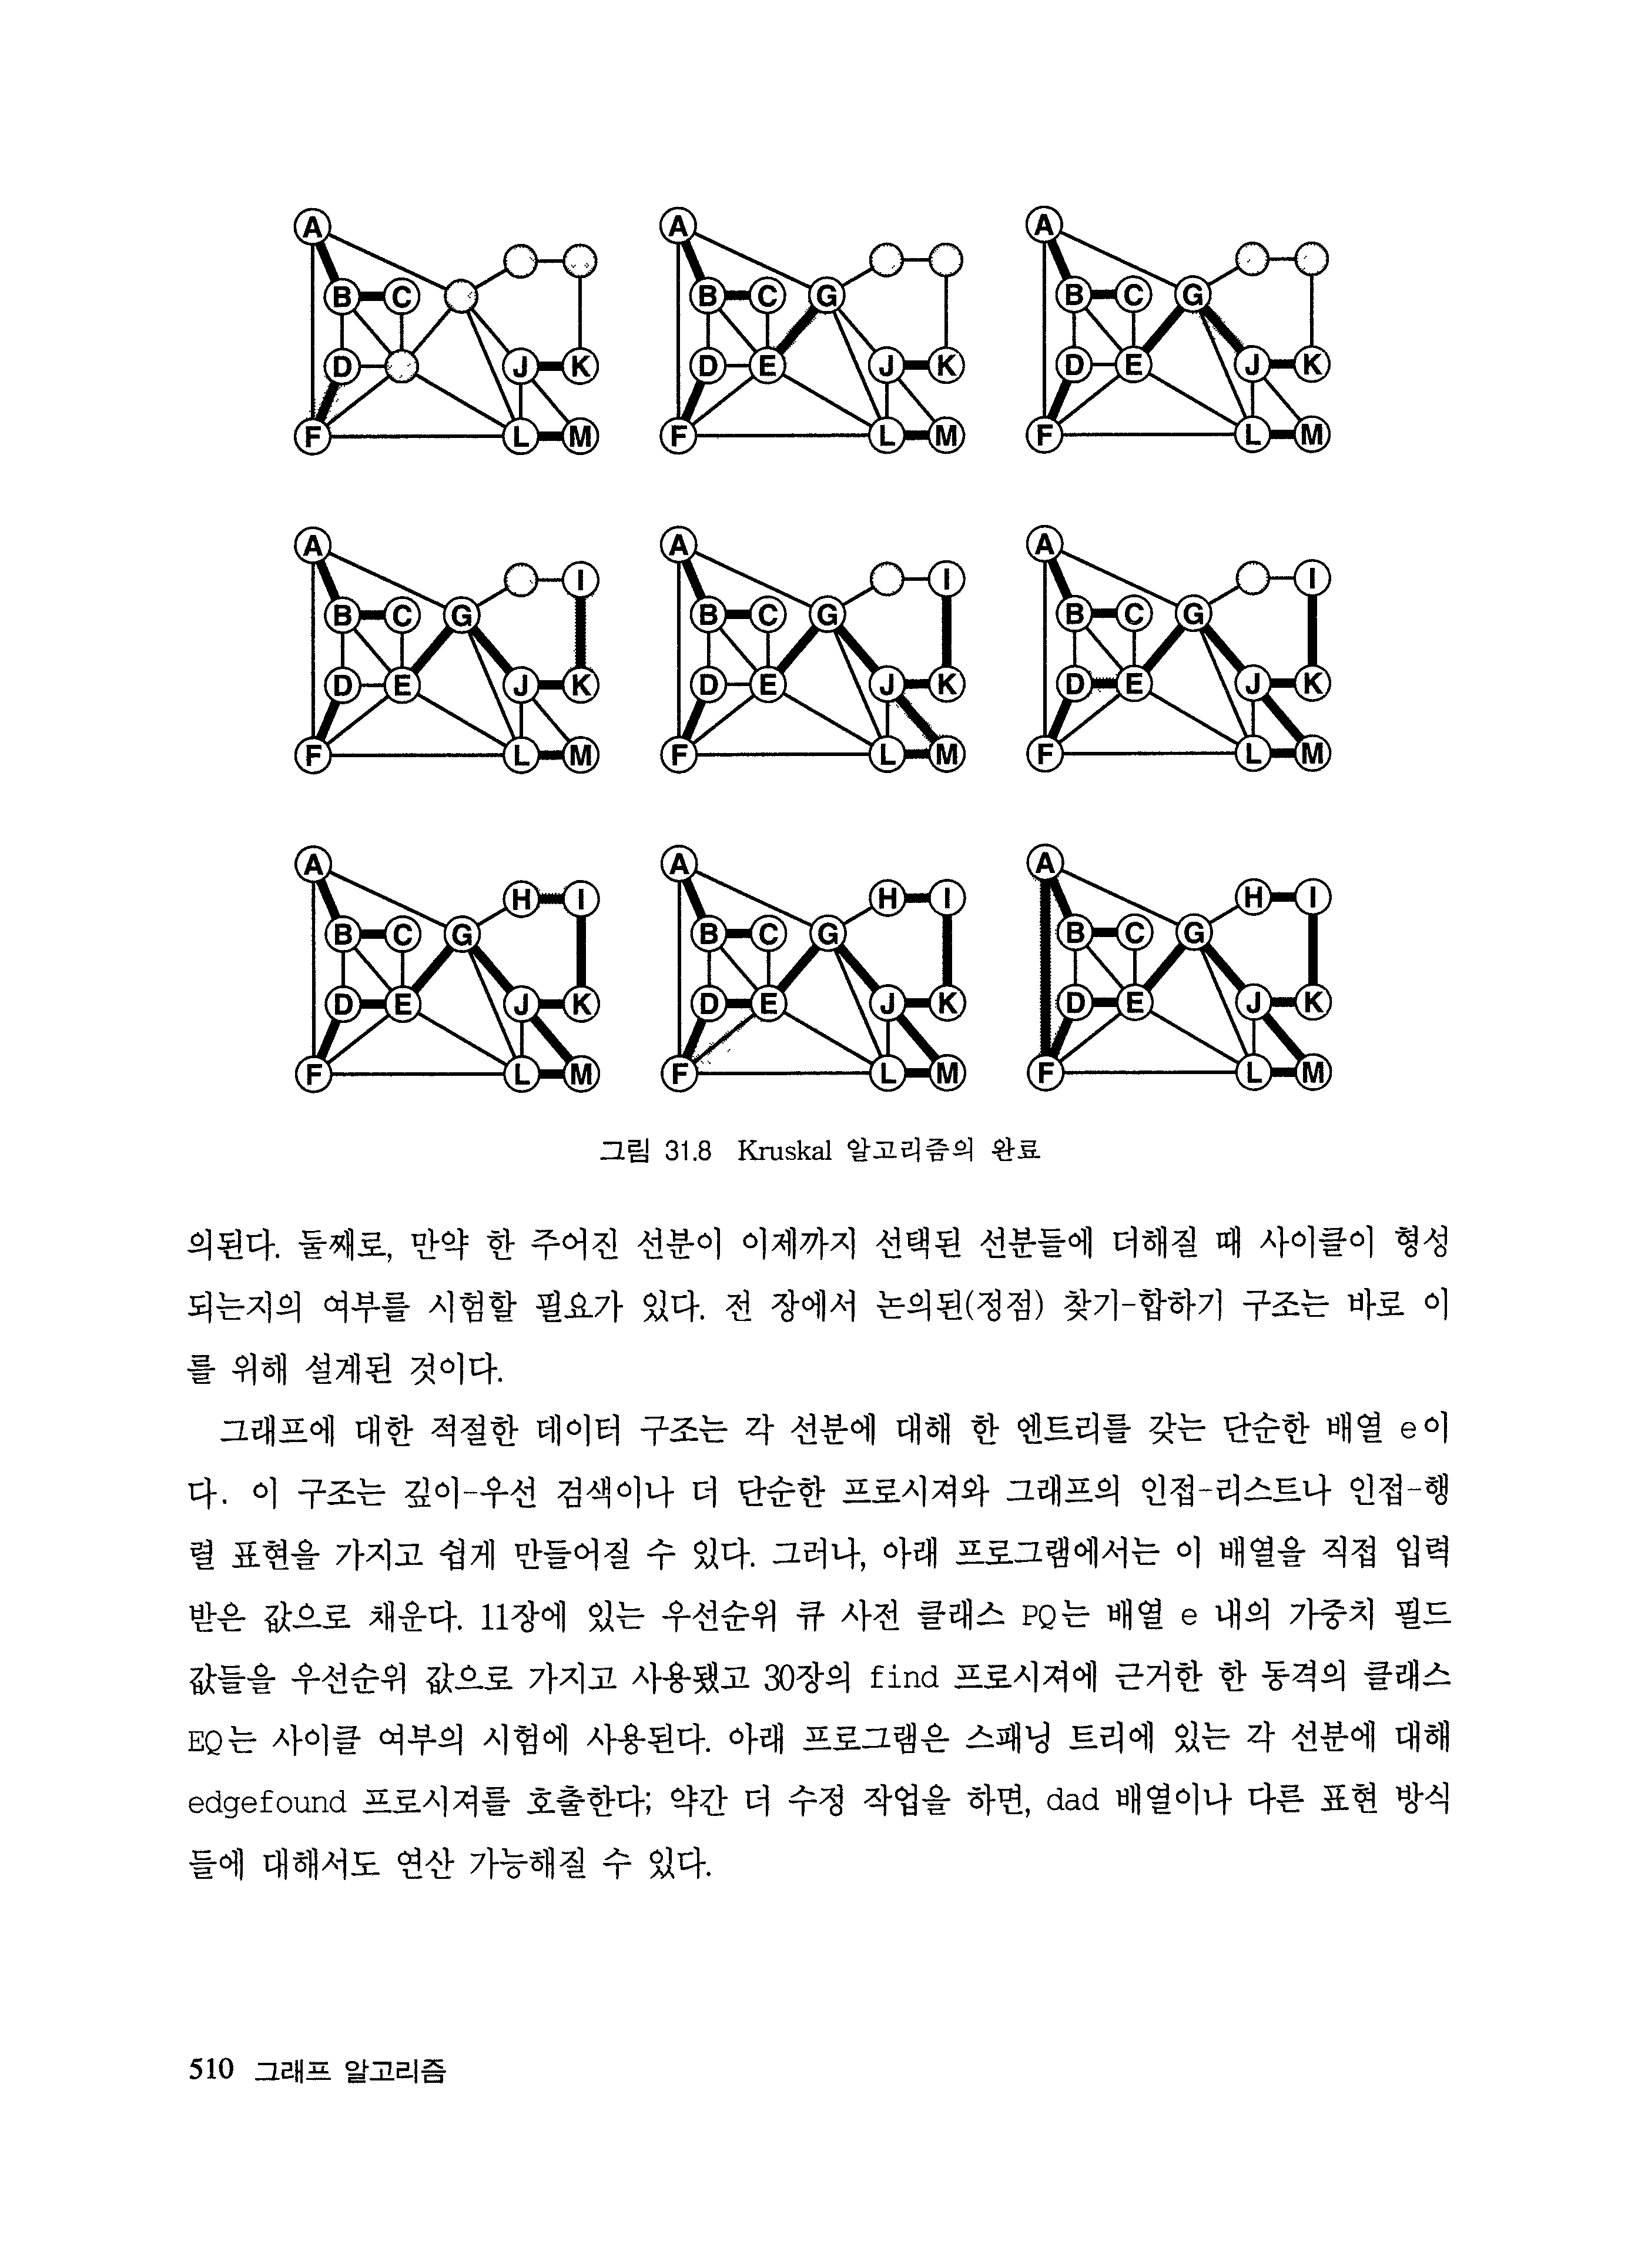 A
B C
D J K
F L M
A
B C G
D E J K
F L M
A
B C G
D E J K
F L M
A
I
B C G
D E J K
F L M
A
I
B C G
D E J K
F L M
A
I
B C G
D E J K
F L M
A
H I
B C G
D E J K
F L M
A
H I
B C G
D E J K
F L M
A
H I
B C G
D E J K
F L M
그림 31.8 Kruskal 알고리즘의 완료
의된다. 둘째로, 만약 한 주어진 선분이 이제까지 선택된 선분들에 더해질 때 사이클이 형성
되는지의 여부를 시험할 필요가 있다. 전 장에서 논의된(정점) 찾기-합하기 구조는 바로 이
를 위해 설계된 것이다.
그래프에 대한 적절한 데이터 구조는 각 선분에 대해 한 엔트리를 갖는 단순한 배열 e이
다. 이 구조는 깊이-우선 검색이나 더 단순한 프로시져와 그래프의 인접-리스트나 인접-행
렬 표현을 가지고 쉽게 만들어질 수 있다. 그러나, 아래 프로그램에서는 이 배열을 직접 입력
받은 값으로 채운다. 11장에 있는 우선순위 큐 사전 클래스 PQ는 배열 e 내의 가중치 필드
값들을 우선순위 값으로 가지고 사용됐고 30장의 find 프로시져에 근거한 한 동격의 클래스
EQ는 사이클 여부의 시험에 사용된다. 아래 프로그램은 스패닝 트리에 있는 각 선분에 대해
edgefound 프로시져를 호출한다; 약간 더 수정 작업을 하면, dad 배열이나 다른 표현 방식
들에 대해서도 연산 가능해질 수 있다.
510 그래프 알고리즘